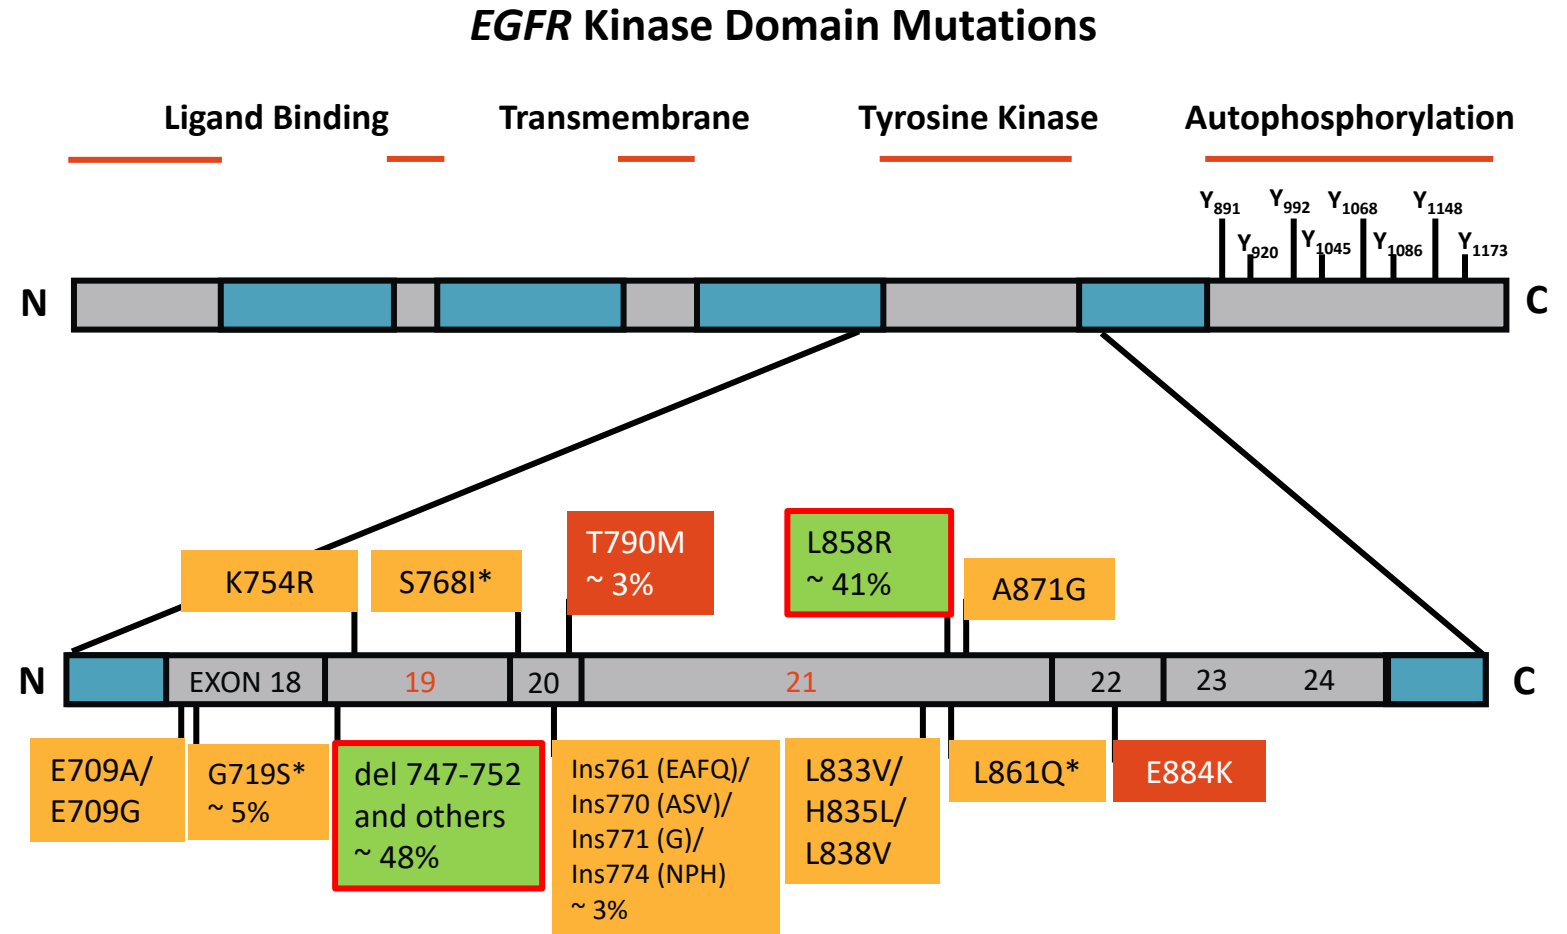 EGFR Kinase Domain Mutations
Ligand Binding
Transmembrane
Tyrosine Kinase
Autophosphorylation
Y891
Y920
Y992
Y1045
Y1068
Y1086
Y1148
Y1173
N
C
K754R
S768I*
T790M
~ 3%
L858R
~ 41%
A871G
N
EXON 18
19
20
21
22
23
24
C
E709A/
E709G
G719S*
~ 5%
del 747-752
and others
~ 48%
Ins761 (EAFQ)/
Ins770 (ASV)/
Ins771 (G)/
Ins774 (NPH)
~ 3%
L833V/
H835L/
L838V
L861Q*
E884K